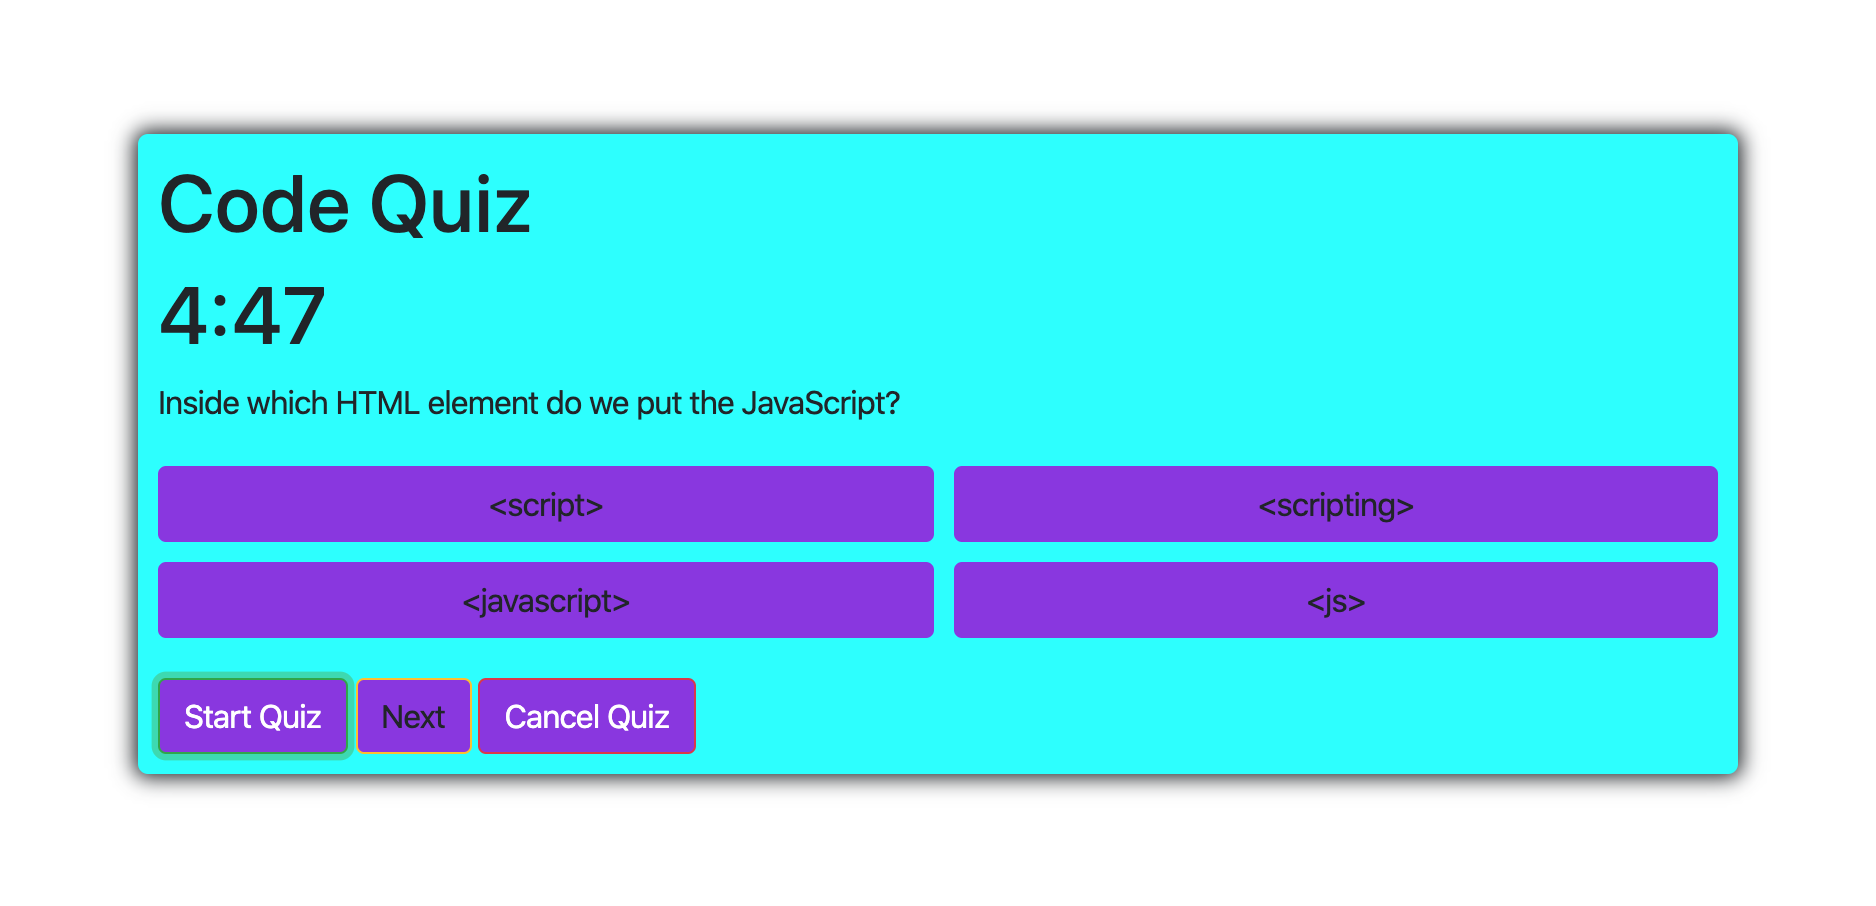 Code Quiz
4:47
Inside which HTML element do we put the JavaScript?
<script> <scripting>
<javascript> <js>
Start Quiz Next Cancel Quiz